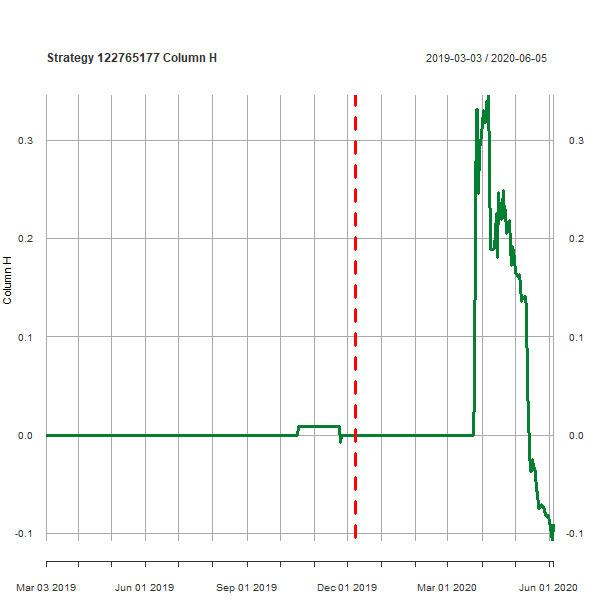 Strategy 122765177 Column H
2019-03-03 / 2020-06-05
Column H
0.3
0.2
0.1
0.0
-0.1
0.3
0.2
0.1
0.0
-0.1
Mar 03 2019
Jun 01 2019
Sep 01 2019
Dec 01 2019
Mar 01 2020
Jun 01 2020